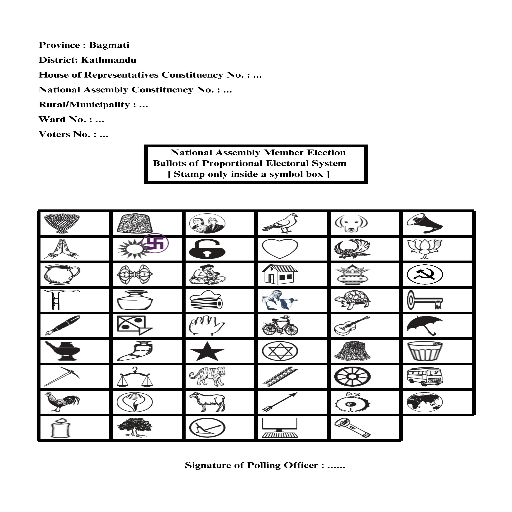 Province : Bagmati
District: Kathmandu
House of Representatives Constituency No. : ...
National Assembly Constituency No. : ...
Rural/Municipality : ...
Ward No. : ...
Voters No. : ...
National Assembly Member Election
Ballots of Proportional Electoral System
[ Stamp only inside a symbol box ]
Signature of Polling Officer : ......